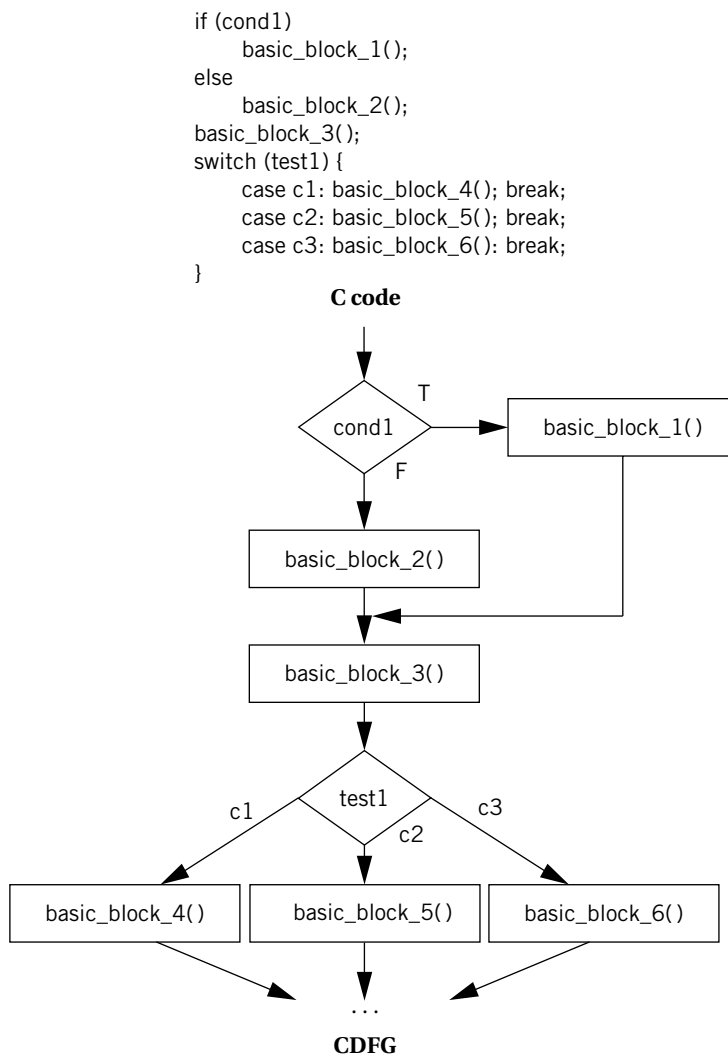 if (cond1)
basic_block_1();
else
basic_block_2();
basic_block_3();
switch (test1) {
case c1: basic_block_4(); break;
case c2: basic_block_5(); break;
case c3: basic_block_6(): break;
}
C code
T
cond1
basic_block_1()
F
basic_block_2()
basic_block_3()
test1
c1
c3
c2
basic_block_4()
basic_block_5()
basic_block_6()
...
CDFG